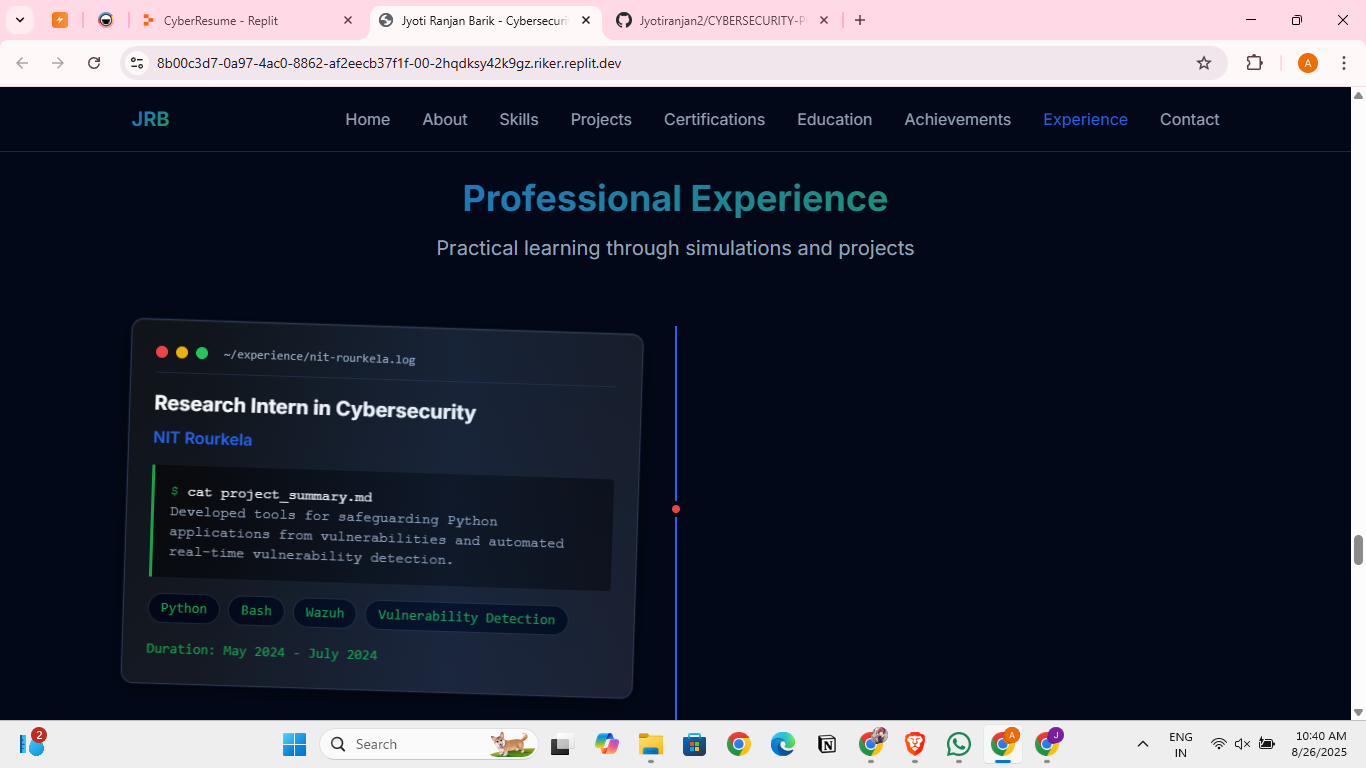 CyberResume - Replit
Jyoti Ranjan Barik - Cybersecuri
Jyotiranjan2/CYBERSECURITY-P
8b00c3d7-0a97-4ac0-8862-af2eecb37f1f-00-2hqdksy42k9gz.riker.replit.dev
A
JRB
Home
About
Skills
Projects
Certifications
Education
Achievements
Experience
Contact
Professional Experience
Practical learning through simulations and projects
~/experience/nit-rourkela.log
Research Intern in Cybersecurity
NIT Rourkela
$ cat project_summary.md
Developed tools for safeguarding Python
applications from vulnerabilities and automated
real-time vulnerability detection.
Python
Bash
Wazuh
Vulnerability Detection
Duration: May 2024 - July 2024
2
Search
A
J
ENG
IN
10:40 AM
8/26/2025